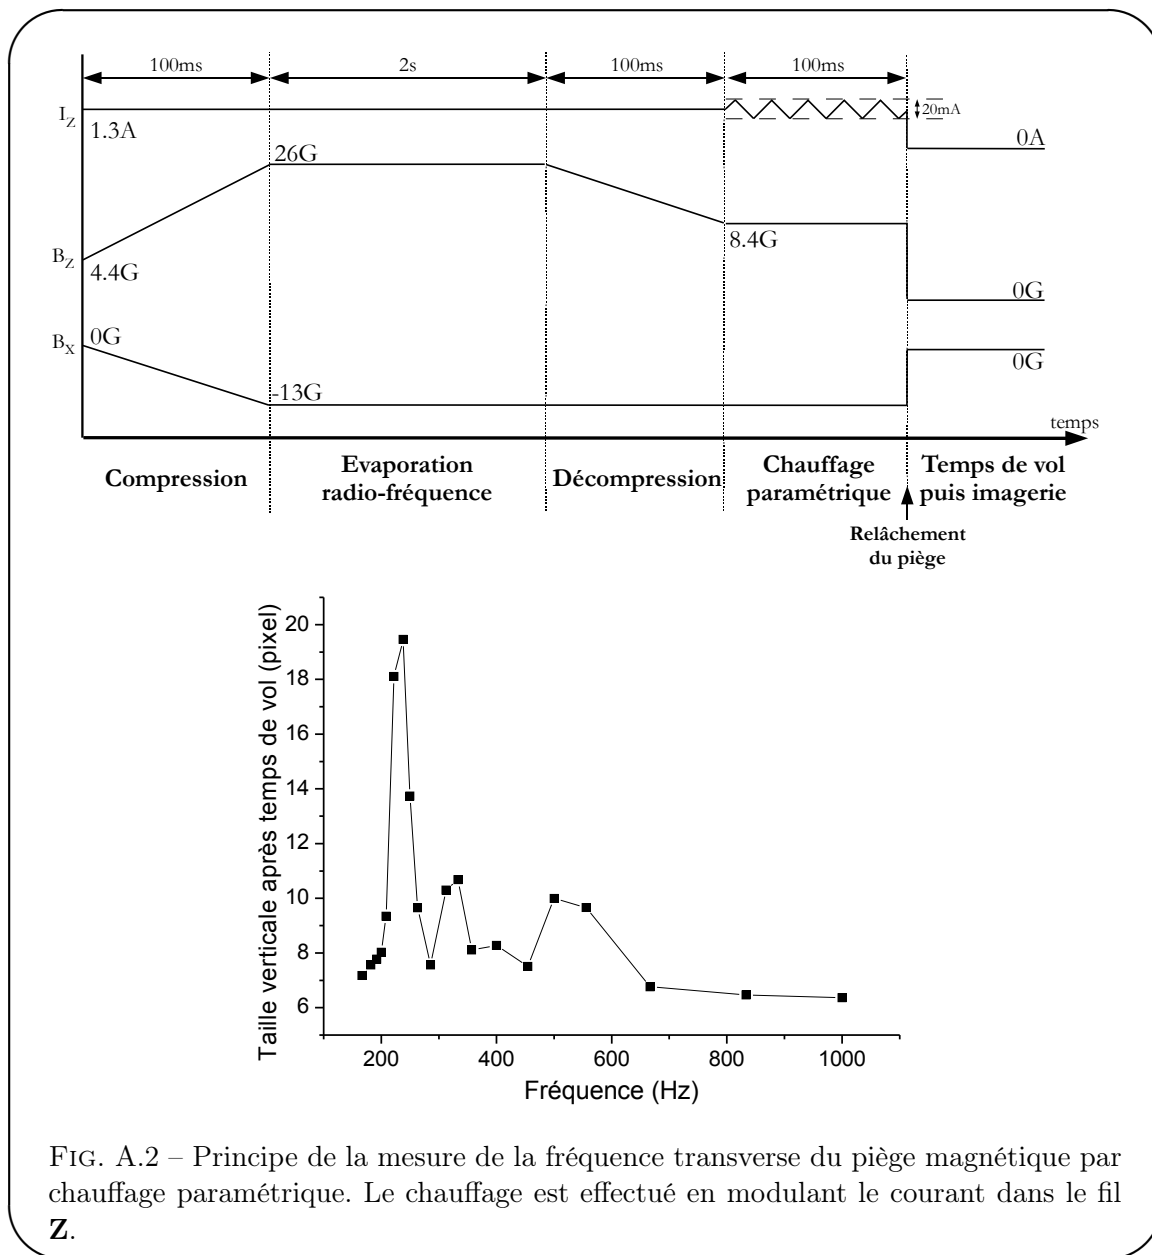 100ms 2s 100ms 100ms
I_Z 1.3A 20mA 0A
26G
B_Z 4.4G 8.4G 0G
B_X 0G -13G 0G
temps
Compression
Evaporation
radio-fréquence
Décompression
Chauffage
paramétrique
Temps de vol
puis imagerie
Relâchement
du piège
Taille verticale après temps de vol (pixel)
20
18
16
14
12
10
8
6
200 400 600 800 1000
Fréquence (Hz)
FIG. A.2 – Principe de la mesure de la fréquence transverse du piège magnétique par
chauffage paramétrique. Le chauffage est effectué en modulant le courant dans le fil
Z.